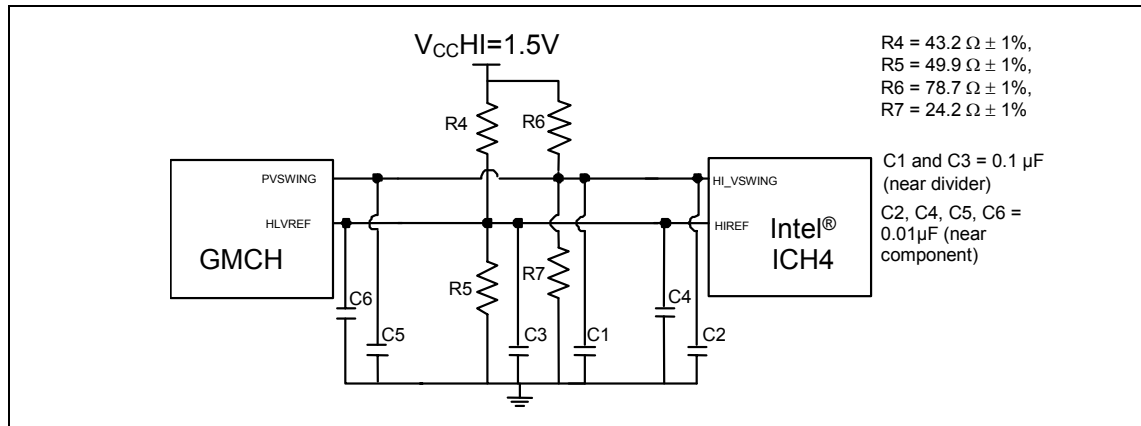 VCCHI=1.5V
R4 = 43.2 Ω ± 1%,
R5 = 49.9 Ω ± 1%,
R6 = 78.7 Ω ± 1%,
R7 = 24.2 Ω ± 1%
R4
R6
C1 and C3 = 0.1 µF
(near divider)
C2, C4, C5, C6 =
0.01µF (near
component)
PVSWING
HLVREF
GMCH
HI_VSWING
HIREF
Intel®
ICH4
R5
R7
C6
C5
C3
C1
C4
C2